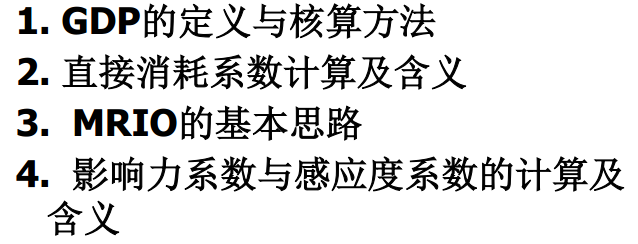 1. GDP的定义与核算方法
2. 直接消耗系数计算及含义
3. MRIO的基本思路
4. 影响力系数与感应度系数的计算及
含义